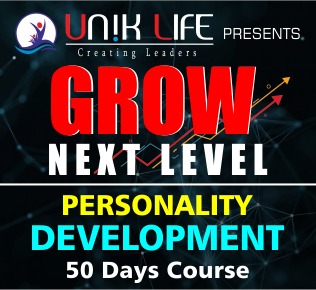 UN!K LIFE PRESENTS
Creating Leaders
GROW
NEXT LEVEL
PERSONALITY
DEVELOPMENT
50 Days Course